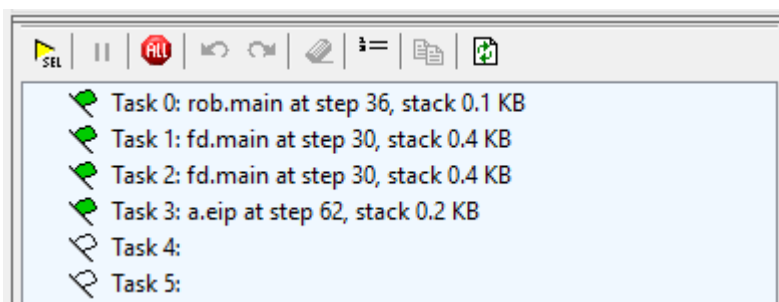 SEL ALL
Task 0: rob.main at step 36, stack 0.1 KB
Task 1: fd.main at step 30, stack 0.4 KB
Task 2: fd.main at step 30, stack 0.4 KB
Task 3: a.eip at step 62, stack 0.2 KB
Task 4:
Task 5: